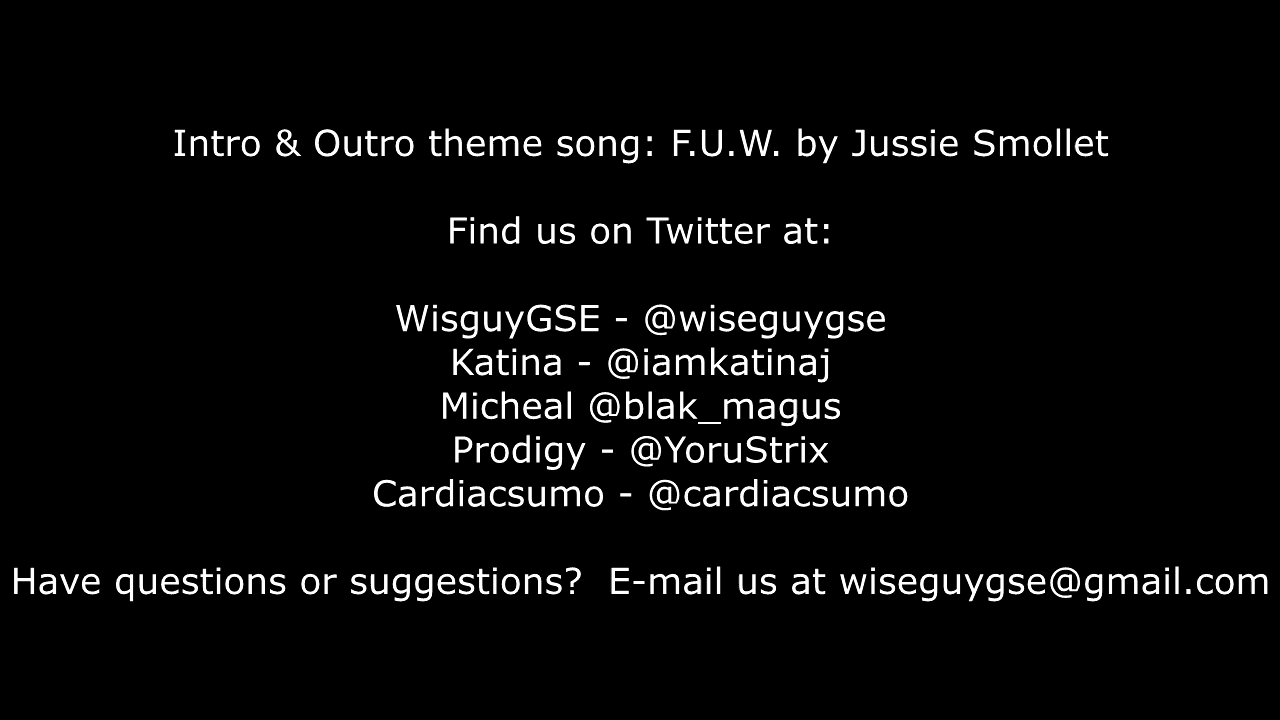 Intro & Outro theme song: F.U.W. by Jussie Smollet
Find us on Twitter at:
WisguyGSE - @wiseguygse
Katina - @iamkatinaj
Micheal @blak_magus
Prodigy - @YoruStrix
Cardiacsumo - @cardiacsumo
Have questions or suggestions?  E-mail us at wiseguygse@gmail.com